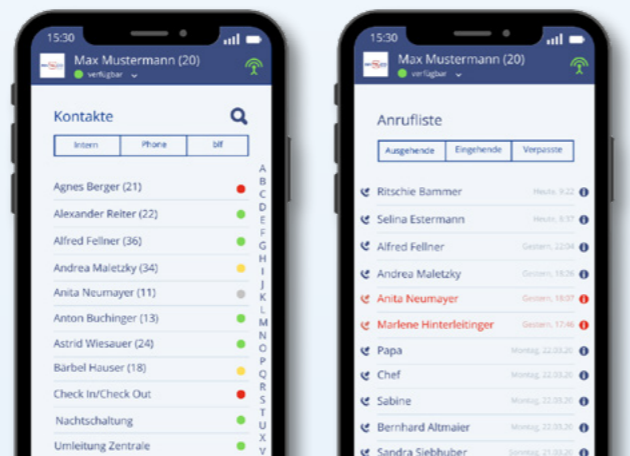 15:30
Max Mustermann (20)
verfügbar
Kontakte
Intern Phone blf
Agnes Berger (21)
Alexander Reiter (22)
Alfred Fellner (36)
Andrea Maletzky (34)
Anita Neumayer (11)
Anton Buchinger (13)
Astrid Wiesauer (24)
Bärbel Hauser (18)
Check In/Check Out
Nachtschaltung
Umleitung Zentrale
A
B
C
D
E
F
G
H
I
J
K
L
M
N
O
P
Q
R
S
T
U
X
V
15:30
Max Mustermann (20)
verfügbar
Anrufliste
Ausgehende Eingehende Verpasste
Ritschie Bammer Heute, 9:22
Selina Estermann Heute, 8:37
Alfred Fellner Gestern, 22:04
Andrea Maletzky Gestern, 18:26
Anita Neumayer Gestern, 18:07
Marlene Hinterleitinger Gestern, 17:46
Papa Montag, 22.03.20
Chef Montag, 22.03.20
Sabine Montag, 22.03.20
Bernhard Altmaier Montag, 22.03.20
Sandra Siebhuber Sonntag, 21.03.20